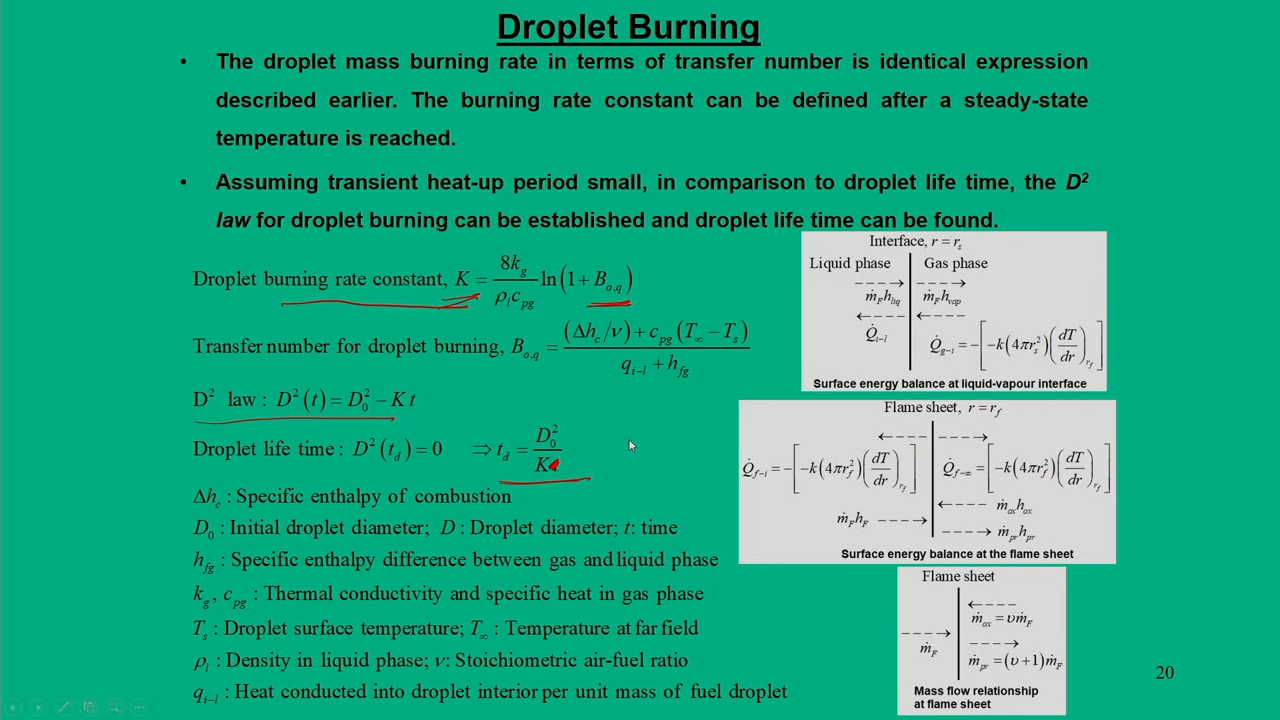 Droplet Burning
• The droplet mass burning rate in terms of transfer number is identical expression
described earlier. The burning rate constant can be defined after a steady-state
temperature is reached.
• Assuming transient heat-up period small, in comparison to droplet life time, the D²
law for droplet burning can be established and droplet life time can be found.
Droplet burning rate constant, K = 8k_g / (ρ_l c_pg) ln(1 + B_o,q)
Transfer number for droplet burning, B_o,q = ((Δh_c/ν) + c_pg (T_∞ − T_s)) / (q_i−l + h_fg)
D² law : D²(t) = D₀² − K t
Droplet life time : D²(t_d) = 0 ⇒ t_d = D₀² / K
Δh_c : Specific enthalpy of combustion
D₀ : Initial droplet diameter; D : Droplet diameter; t: time
h_fg : Specific enthalpy difference between gas and liquid phase
k_g, c_pg : Thermal conductivity and specific heat in gas phase
T_s : Droplet surface temperature; T_∞ : Temperature at far field
ρ_l : Density in liquid phase; ν: Stoichiometric air-fuel ratio
q_i−l : Heat conducted into droplet interior per unit mass of fuel droplet
Interface, r = r_s
Liquid phase Gas phase
ṁ_F h_liq ṁ_F h_vap
Q̇_i−l Q̇_g−i = −[−k(4πr_s²)(dT/dr)_r_f]
Surface energy balance at liquid-vapour interface
Flame sheet, r = r_f
Q̇_f−i = −[−k(4πr_f²)(dT/dr)_r_f] Q̇_f−∞ = [−k(4πr_f²)(dT/dr)_r_f]
ṁ_F h_F ṁ_ox h_ox
ṁ_pr h_pr
Surface energy balance at the flame sheet
Flame sheet
ṁ_ox = υṁ_F
ṁ_F ṁ_pr = (υ+1)ṁ_F
Mass flow relationship
at flame sheet
20